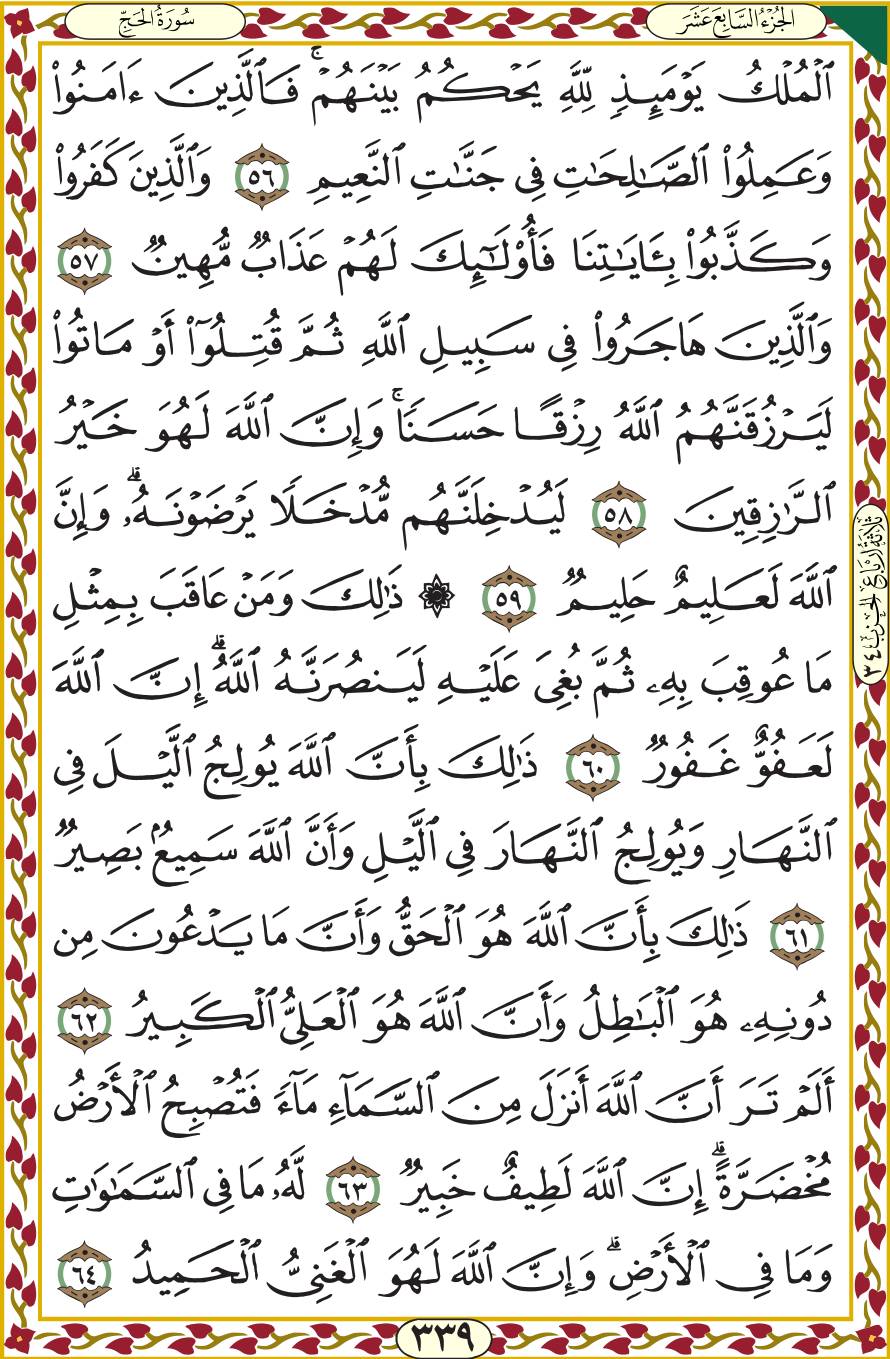 الجُزْءُ السَّابِعَ عَشَرَ
سُورَةُ الحَجّ
ٱلۡمُلۡكُ يَوۡمَئِذٖ لِّلَّهِ يَحۡكُمُ بَيۡنَهُمۡۚ فَٱلَّذِينَ ءَامَنُواْ
وَعَمِلُواْ ٱلصَّٰلِحَٰتِ فِي جَنَّٰتِ ٱلنَّعِيمِ ٥٦ وَٱلَّذِينَ كَفَرُواْ
وَكَذَّبُواْ بِـَٔايَٰتِنَا فَأُوْلَٰٓئِكَ لَهُمۡ عَذَابٞ مُّهِينٞ ٥٧
وَٱلَّذِينَ هَاجَرُواْ فِي سَبِيلِ ٱللَّهِ ثُمَّ قُتِلُوٓاْ أَوۡ مَاتُواْ
لَيَرۡزُقَنَّهُمُ ٱللَّهُ رِزۡقًا حَسَنٗاۚ وَإِنَّ ٱللَّهَ لَهُوَ خَيۡرُ
ٱلرَّٰزِقِينَ ٥٨ لَيُدۡخِلَنَّهُم مُّدۡخَلٗا يَرۡضَوۡنَهُۥۚ وَإِنَّ
ٱللَّهَ لَعَلِيمٌ حَلِيمٞ ٥٩ ۞ ذَٰلِكَۖ وَمَنۡ عَاقَبَ بِمِثۡلِ
مَا عُوقِبَ بِهِۦ ثُمَّ بُغِيَ عَلَيۡهِ لَيَنصُرَنَّهُ ٱللَّهُۚ إِنَّ ٱللَّهَ
لَعَفُوٌّ غَفُورٞ ٦٠ ذَٰلِكَ بِأَنَّ ٱللَّهَ يُولِجُ ٱلَّيۡلَ فِي
ٱلنَّهَارِ وَيُولِجُ ٱلنَّهَارَ فِي ٱلَّيۡلِ وَأَنَّ ٱللَّهَ سَمِيعُۢ بَصِيرٞ
٦١ ذَٰلِكَ بِأَنَّ ٱللَّهَ هُوَ ٱلۡحَقُّ وَأَنَّ مَا يَدۡعُونَ مِن
دُونِهِۦ هُوَ ٱلۡبَٰطِلُ وَأَنَّ ٱللَّهَ هُوَ ٱلۡعَلِيُّ ٱلۡكَبِيرُ ٦٢
أَلَمۡ تَرَ أَنَّ ٱللَّهَ أَنزَلَ مِنَ ٱلسَّمَآءِ مَآءٗ فَتُصۡبِحُ ٱلۡأَرۡضُ
مُخۡضَرَّةًۚ إِنَّ ٱللَّهَ لَطِيفٌ خَبِيرٞ ٦٣ لَّهُۥ مَا فِي ٱلسَّمَٰوَٰتِ
وَمَا فِي ٱلۡأَرۡضِۚ وَإِنَّ ٱللَّهَ لَهُوَ ٱلۡغَنِيُّ ٱلۡحَمِيدُ ٦٤
ثَلَاثَةُ أَرْبَاعِ الحِزْب ٣٤
٣٣٩